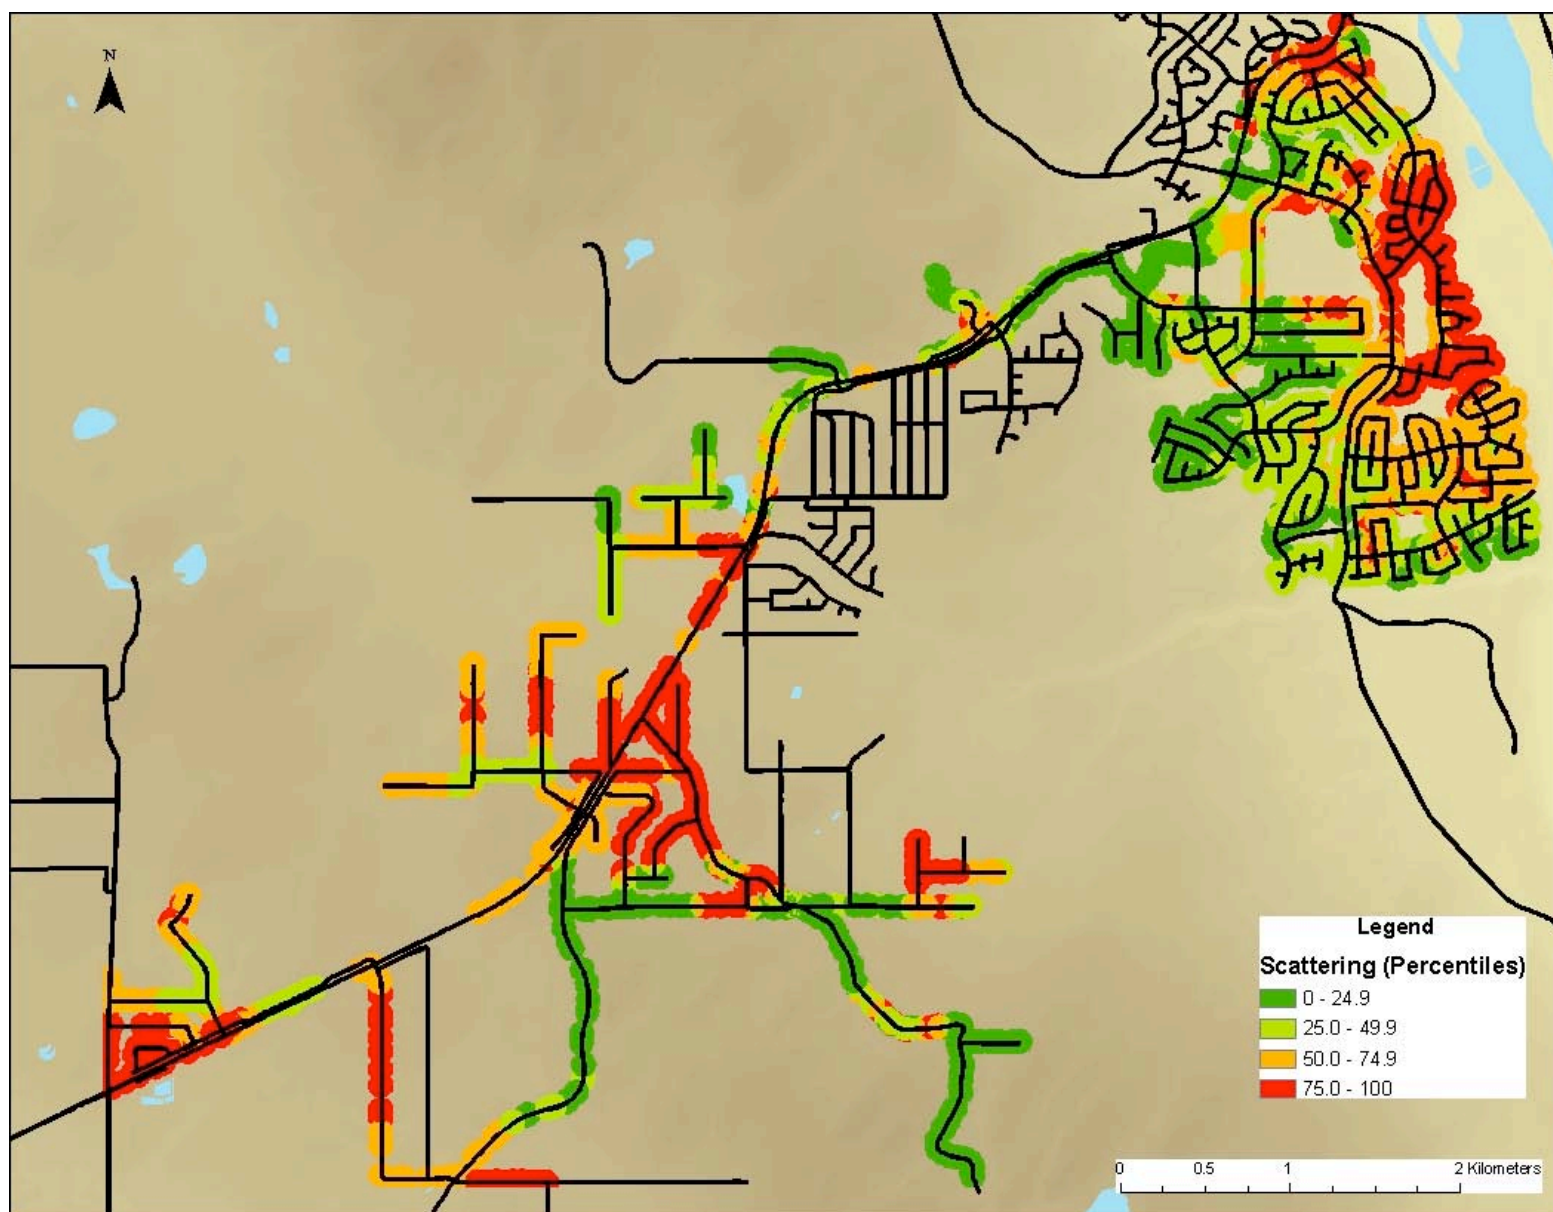 N
Legend
Scattering (Percentiles)
0 - 24.9
25.0 - 49.9
50.0 - 74.9
75.0 - 100
0 0.5 1 2 Kilometers